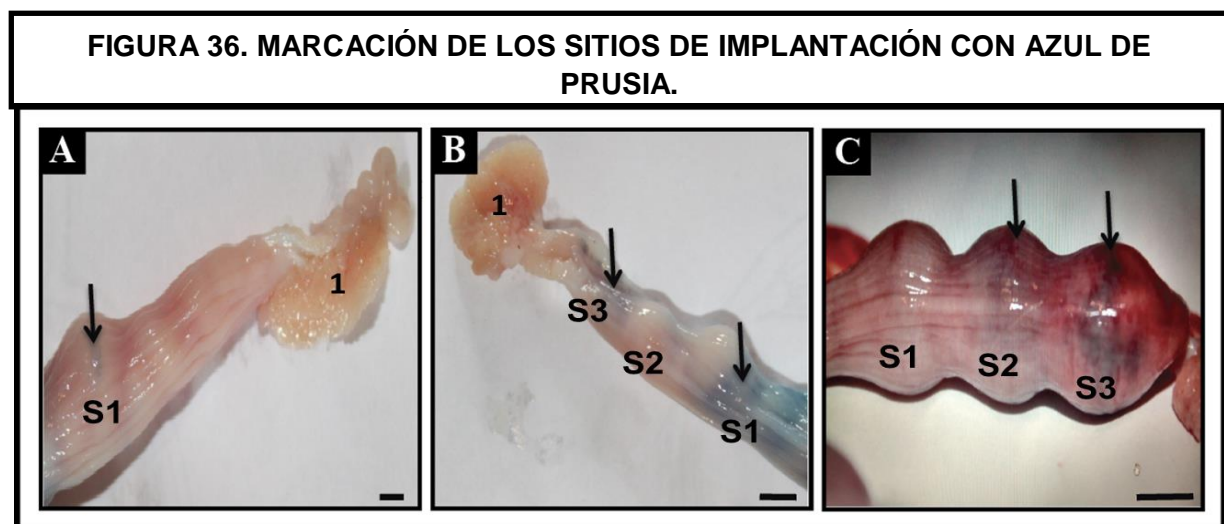 FIGURA 36. MARCACIÓN DE LOS SITIOS DE IMPLANTACIÓN CON AZUL DE
PRUSIA.
A
B
C
1
S1
1
S3
S2
S1
S1
S2
S3